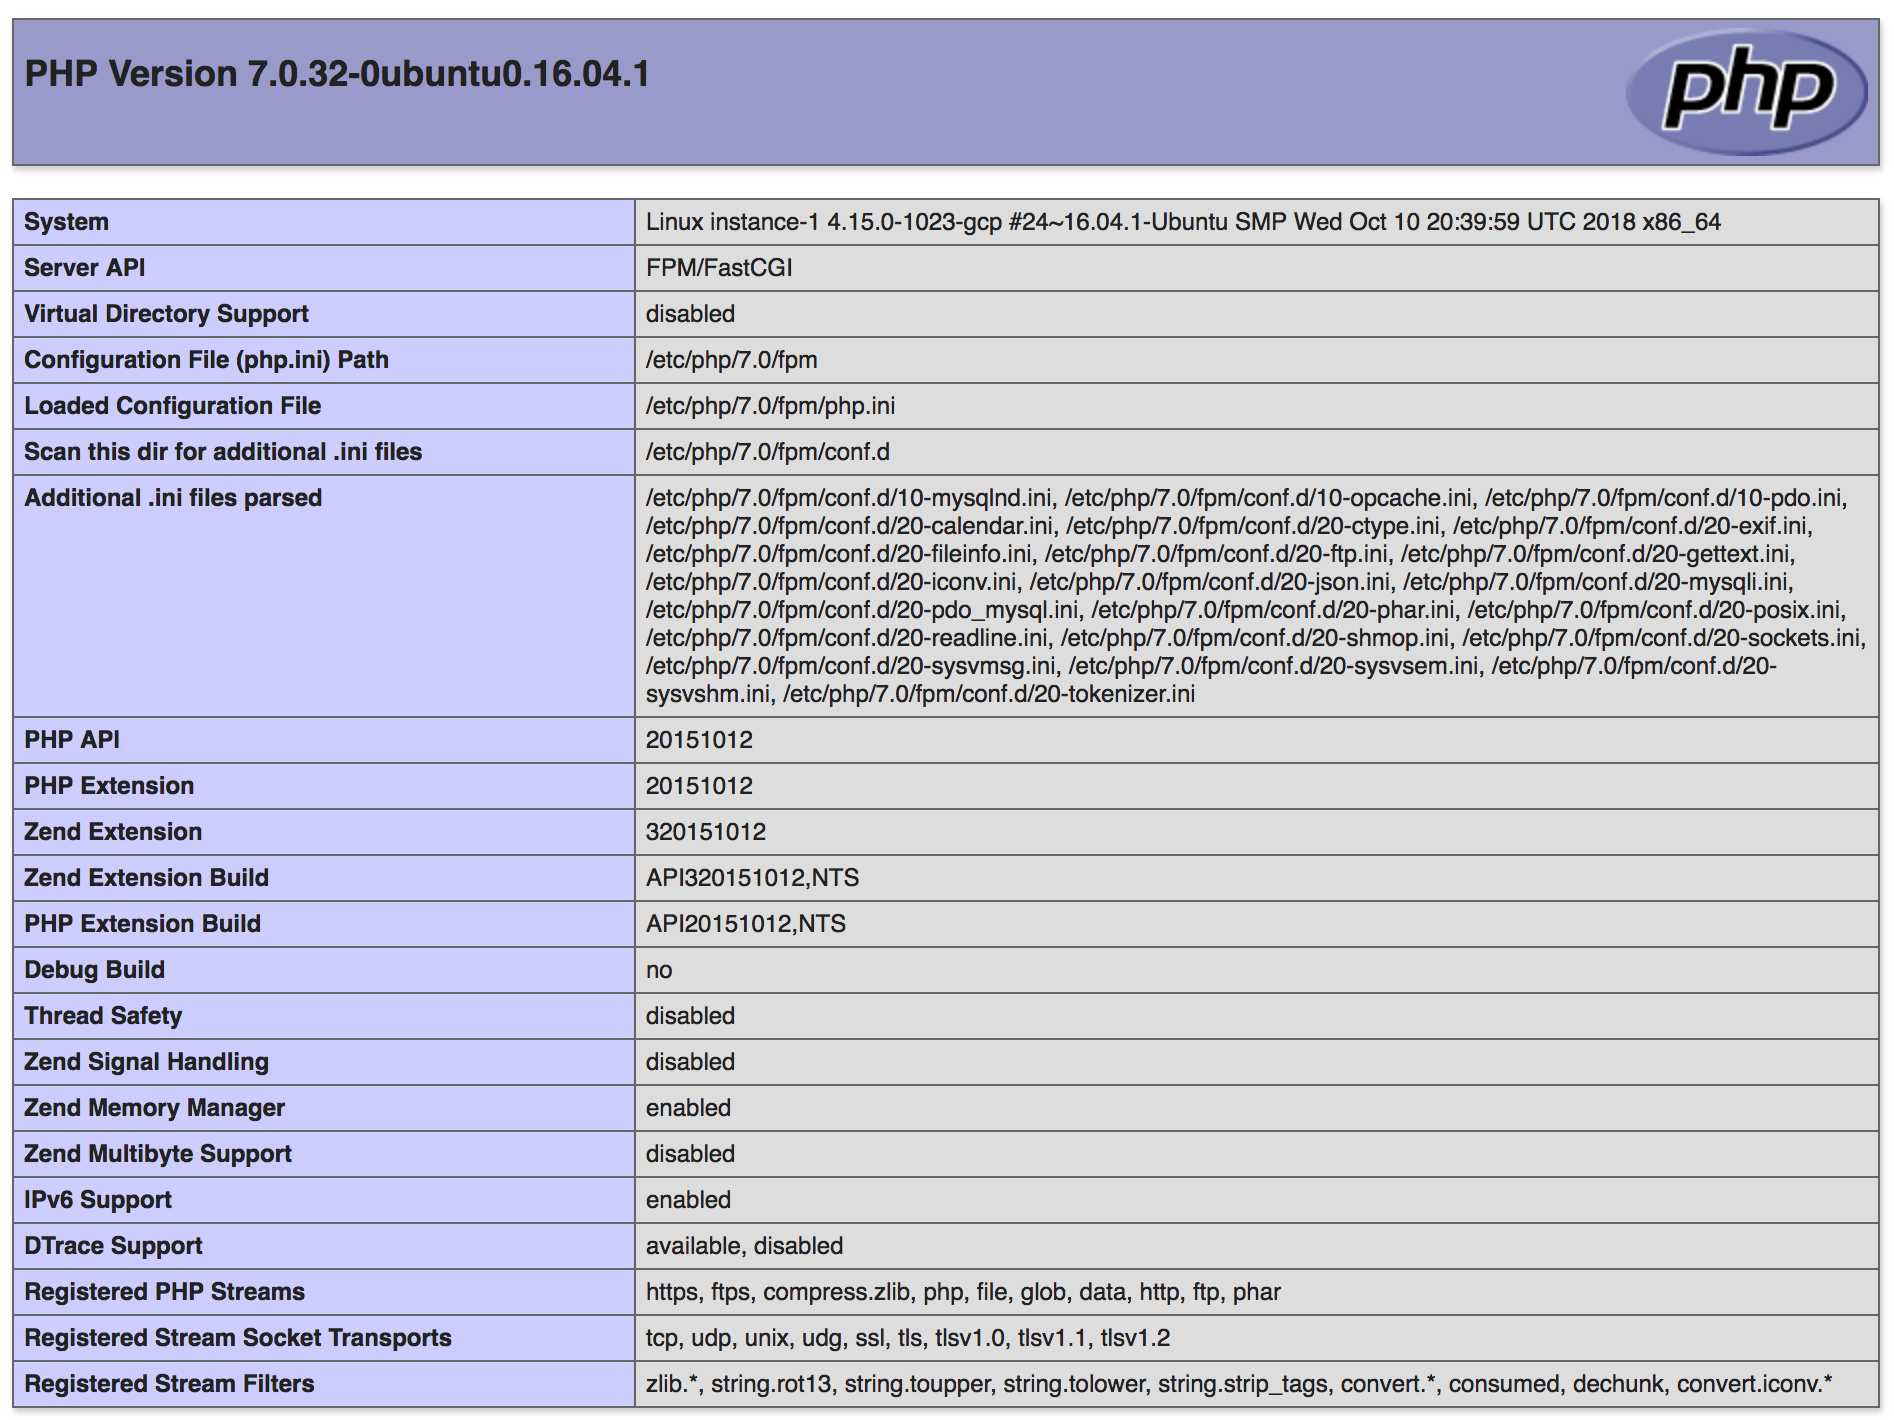 PHP Version 7.0.32-0ubuntu0.16.04.1
php
System Linux instance-1 4.15.0-1023-gcp #24~16.04.1-Ubuntu SMP Wed Oct 10 20:39:59 UTC 2018 x86_64
Server API FPM/FastCGI
Virtual Directory Support disabled
Configuration File (php.ini) Path /etc/php/7.0/fpm
Loaded Configuration File /etc/php/7.0/fpm/php.ini
Scan this dir for additional .ini files /etc/php/7.0/fpm/conf.d
Additional .ini files parsed /etc/php/7.0/fpm/conf.d/10-mysqlnd.ini, /etc/php/7.0/fpm/conf.d/10-opcache.ini, /etc/php/7.0/fpm/conf.d/10-pdo.ini,
/etc/php/7.0/fpm/conf.d/20-calendar.ini, /etc/php/7.0/fpm/conf.d/20-ctype.ini, /etc/php/7.0/fpm/conf.d/20-exif.ini,
/etc/php/7.0/fpm/conf.d/20-fileinfo.ini, /etc/php/7.0/fpm/conf.d/20-ftp.ini, /etc/php/7.0/fpm/conf.d/20-gettext.ini,
/etc/php/7.0/fpm/conf.d/20-iconv.ini, /etc/php/7.0/fpm/conf.d/20-json.ini, /etc/php/7.0/fpm/conf.d/20-mysqli.ini,
/etc/php/7.0/fpm/conf.d/20-pdo_mysql.ini, /etc/php/7.0/fpm/conf.d/20-phar.ini, /etc/php/7.0/fpm/conf.d/20-posix.ini,
/etc/php/7.0/fpm/conf.d/20-readline.ini, /etc/php/7.0/fpm/conf.d/20-shmop.ini, /etc/php/7.0/fpm/conf.d/20-sockets.ini,
/etc/php/7.0/fpm/conf.d/20-sysvmsg.ini, /etc/php/7.0/fpm/conf.d/20-sysvsem.ini, /etc/php/7.0/fpm/conf.d/20-
sysvshm.ini, /etc/php/7.0/fpm/conf.d/20-tokenizer.ini
PHP API 20151012
PHP Extension 20151012
Zend Extension 320151012
Zend Extension Build API320151012,NTS
PHP Extension Build API20151012,NTS
Debug Build no
Thread Safety disabled
Zend Signal Handling disabled
Zend Memory Manager enabled
Zend Multibyte Support disabled
IPv6 Support enabled
DTrace Support available, disabled
Registered PHP Streams https, ftps, compress.zlib, php, file, glob, data, http, ftp, phar
Registered Stream Socket Transports tcp, udp, unix, udg, ssl, tls, tlsv1.0, tlsv1.1, tlsv1.2
Registered Stream Filters zlib.*, string.rot13, string.toupper, string.tolower, string.strip_tags, convert.*, consumed, dechunk, convert.iconv.*